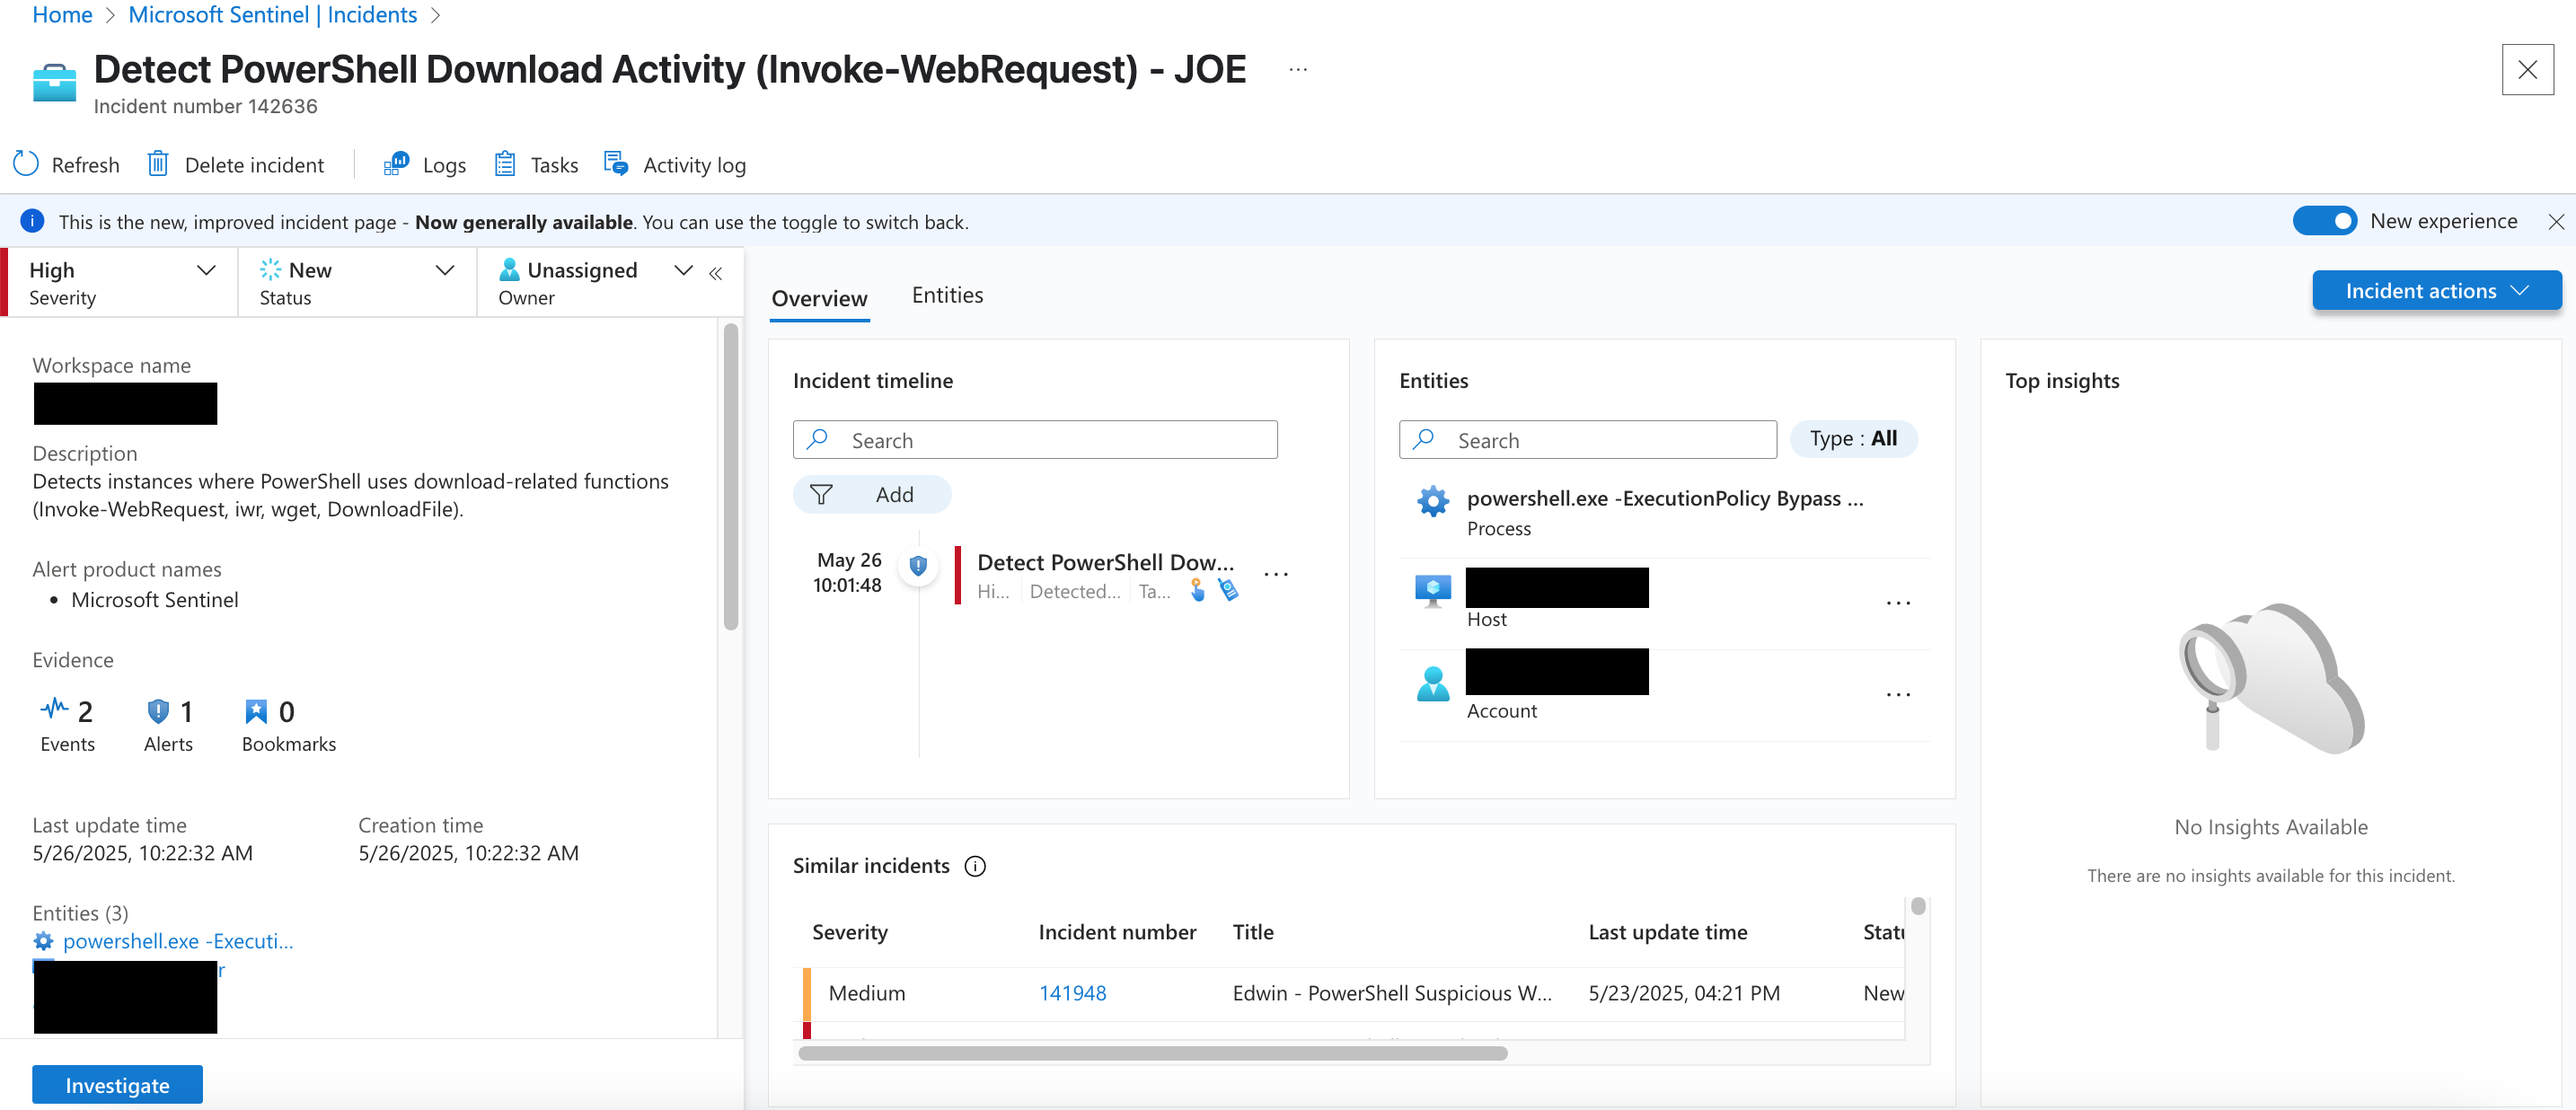 Home > Microsoft Sentinel | Incidents >
Detect PowerShell Download Activity (Invoke-WebRequest) - JOE ...
Incident number 142636
Refresh Delete incident Logs Tasks Activity log
This is the new, improved incident page - Now generally available. You can use the toggle to switch back.
New experience
High
Severity
New
Status
Unassigned
Owner
Workspace name
Description
Detects instances where PowerShell uses download-related functions
(Invoke-WebRequest, iwr, wget, DownloadFile).
Alert product names
• Microsoft Sentinel
Evidence
2 1 0
Events Alerts Bookmarks
Last update time Creation time
5/26/2025, 10:22:32 AM 5/26/2025, 10:22:32 AM
Entities (3)
powershell.exe -Executi...
r
Investigate
Overview Entities
Incident actions
Incident timeline
Search
Add
May 26
10:01:48
Detect PowerShell Dow...
Hi... Detected... Ta...
...
Entities
Search
Type : All
powershell.exe -ExecutionPolicy Bypass ...
Process
Host
...
Account
...
Top insights
No Insights Available
There are no insights available for this incident.
Similar incidents
Severity Incident number Title Last update time Statu
Medium 141948 Edwin - PowerShell Suspicious W... 5/23/2025, 04:21 PM New